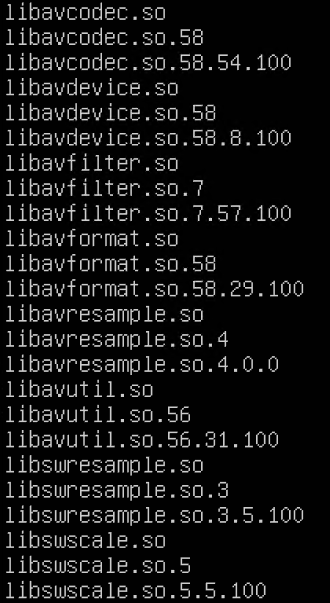 libavcodec.so
libavcodec.so.58
libavcodec.so.58.54.100
libavdevice.so
libavdevice.so.58
libavdevice.so.58.8.100
libavfilter.so
libavfilter.so.7
libavfilter.so.7.57.100
libavformat.so
libavformat.so.58
libavformat.so.58.29.100
libavresample.so
libavresample.so.4
libavresample.so.4.0.0
libavutil.so
libavutil.so.56
libavutil.so.56.31.100
libswresample.so
libswresample.so.3
libswresample.so.3.5.100
libswscale.so
libswscale.so.5
libswscale.so.5.5.100